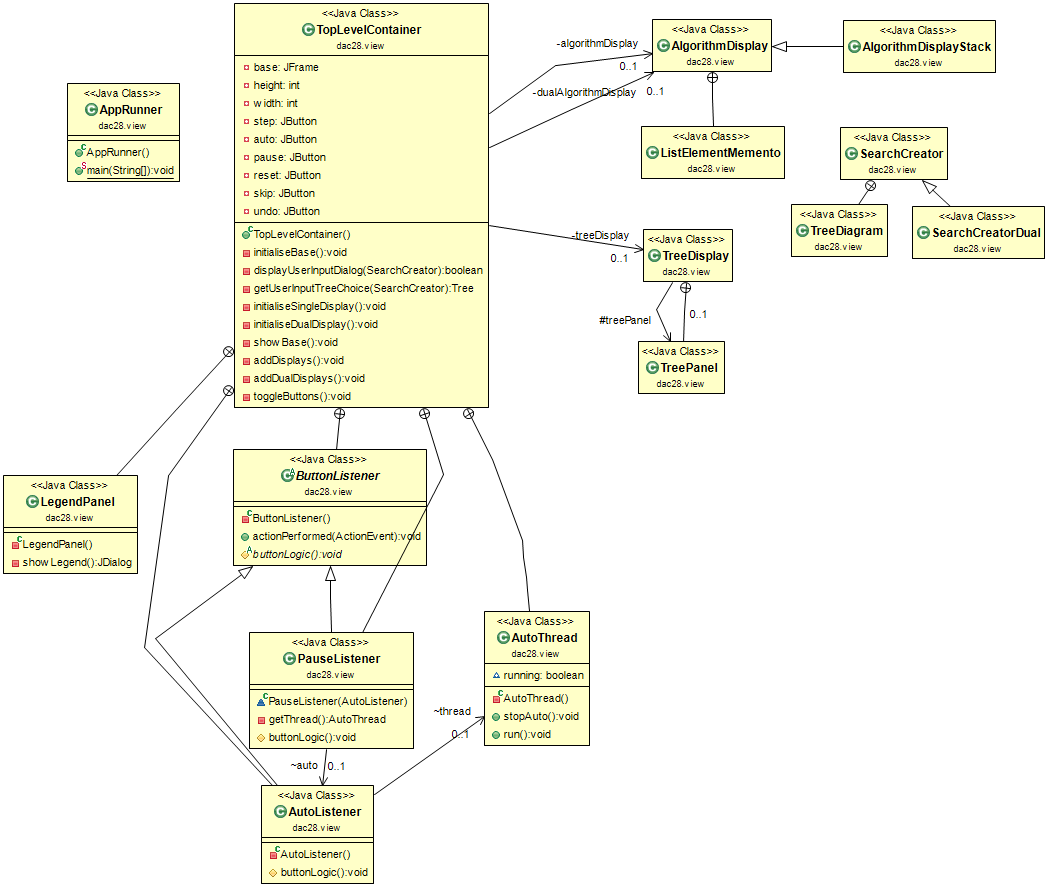 <<Java Class>>
TopLevelContainer
dac28.view
base: JFrame
height: int
width: int
step: JButton
auto: JButton
pause: JButton
reset: JButton
skip: JButton
undo: JButton
TopLevelContainer()
initialiseBase():void
displayUserInputDialog(SearchCreator):boolean
getUserInputTreeChoice(SearchCreator):Tree
initialiseSingleDisplay():void
initialiseDualDisplay():void
showBase():void
addDisplays():void
addDualDisplays():void
toggleButtons():void
<<Java Class>>
AppRunner
dac28.view
AppRunner()
main(String[]):void
-algorithmDisplay
0..1
-dualAlgorithmDisplay
0..1
<<Java Class>>
AlgorithmDisplay
dac28.view
<<Java Class>>
AlgorithmDisplayStack
dac28.view
<<Java Class>>
ListElementMemento
dac28.view
<<Java Class>>
SearchCreator
dac28.view
<<Java Class>>
TreeDiagram
dac28.view
<<Java Class>>
SearchCreatorDual
dac28.view
-treeDisplay
0..1
<<Java Class>>
TreeDisplay
dac28.view
#treePanel
0..1
<<Java Class>>
TreePanel
dac28.view
<<Java Class>>
LegendPanel
dac28.view
LegendPanel()
showLegend():JDialog
<<Java Class>>
ButtonListener
dac28.view
ButtonListener()
actionPerformed(ActionEvent):void
buttonLogic():void
<<Java Class>>
PauseListener
dac28.view
PauseListener(AutoListener)
getThread():AutoThread
buttonLogic():void
<<Java Class>>
AutoThread
dac28.view
running: boolean
AutoThread()
stopAuto():void
run():void
~thread
0..1
~auto
0..1
<<Java Class>>
AutoListener
dac28.view
AutoListener()
buttonLogic():void